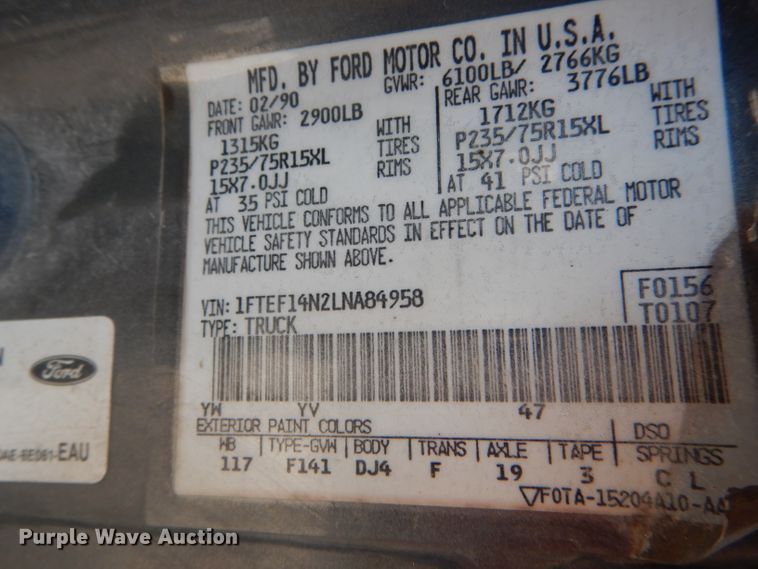 MFD. BY FORD MOTOR CO. IN U.S.A.
DATE: 02/90 GVWR: 6100LB/ 2766KG
FRONT GAWR: 2900LB REAR GAWR: 3776LB
1315KG WITH 1712KG WITH
P235/75R15XL TIRES P235/75R15XL TIRES
15X7.0JJ RIMS 15X7.0JJ RIMS
AT 35 PSI COLD AT 41 PSI COLD
THIS VEHICLE CONFORMS TO ALL APPLICABLE FEDERAL MOTOR
VEHICLE SAFETY STANDARDS IN EFFECT ON THE DATE OF
MANUFACTURE SHOWN ABOVE.
VIN: 1FTEF14N2LNA84958 F0156
TYPE: TRUCK T0107
YW YV 47
EXTERIOR PAINT COLORS DSO
WB TYPE-GVW BODY TRANS AXLE TAPE SPRINGS
117 F141 DJ4 F 19 3 C L
F0TA-15204A10-AA
Ford
EAU
Purple Wave Auction